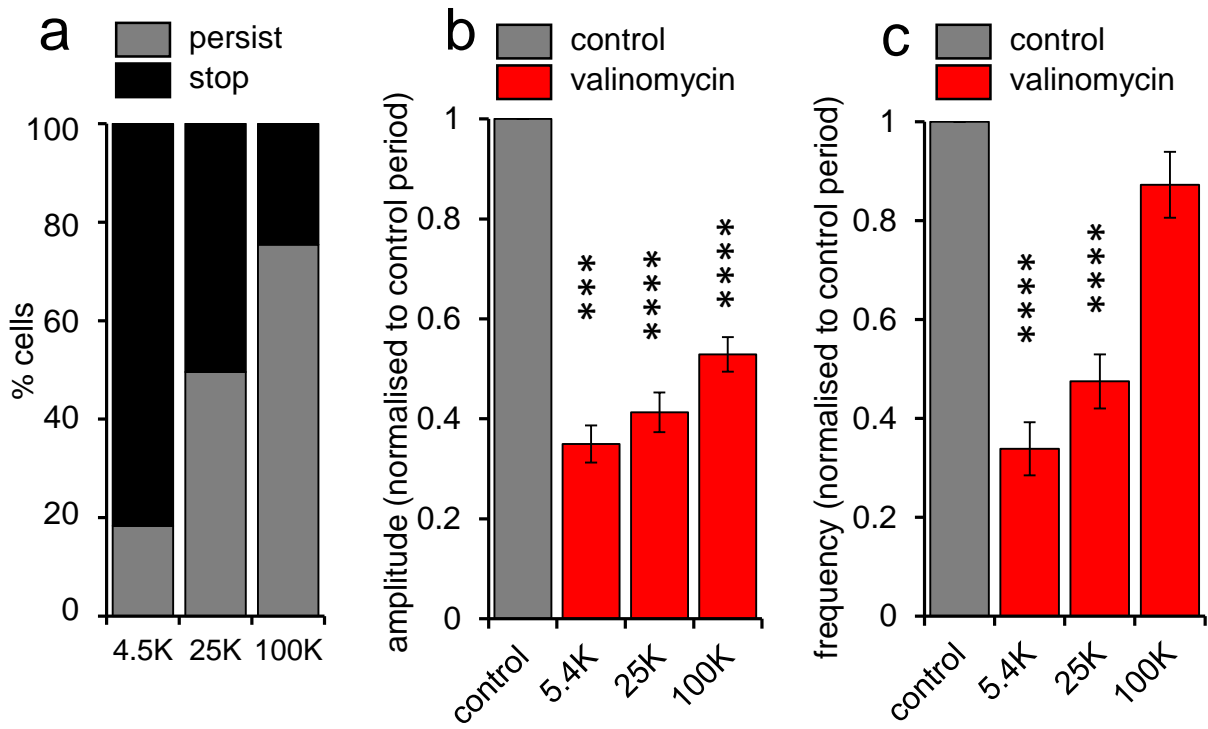 a
persist
stop
% cells
100
80
60
40
20
0
4.5K 25K 100K
b
control
valinomycin
amplitude (normalised to control period)
1
0.8
0.6
0.4
0.2
0
***
****
****
control
5.4K
25K
100K
c
control
valinomycin
frequency (normalised to control period)
1
0.8
0.6
0.4
0.2
0
****
****
control
5.4K
25K
100K